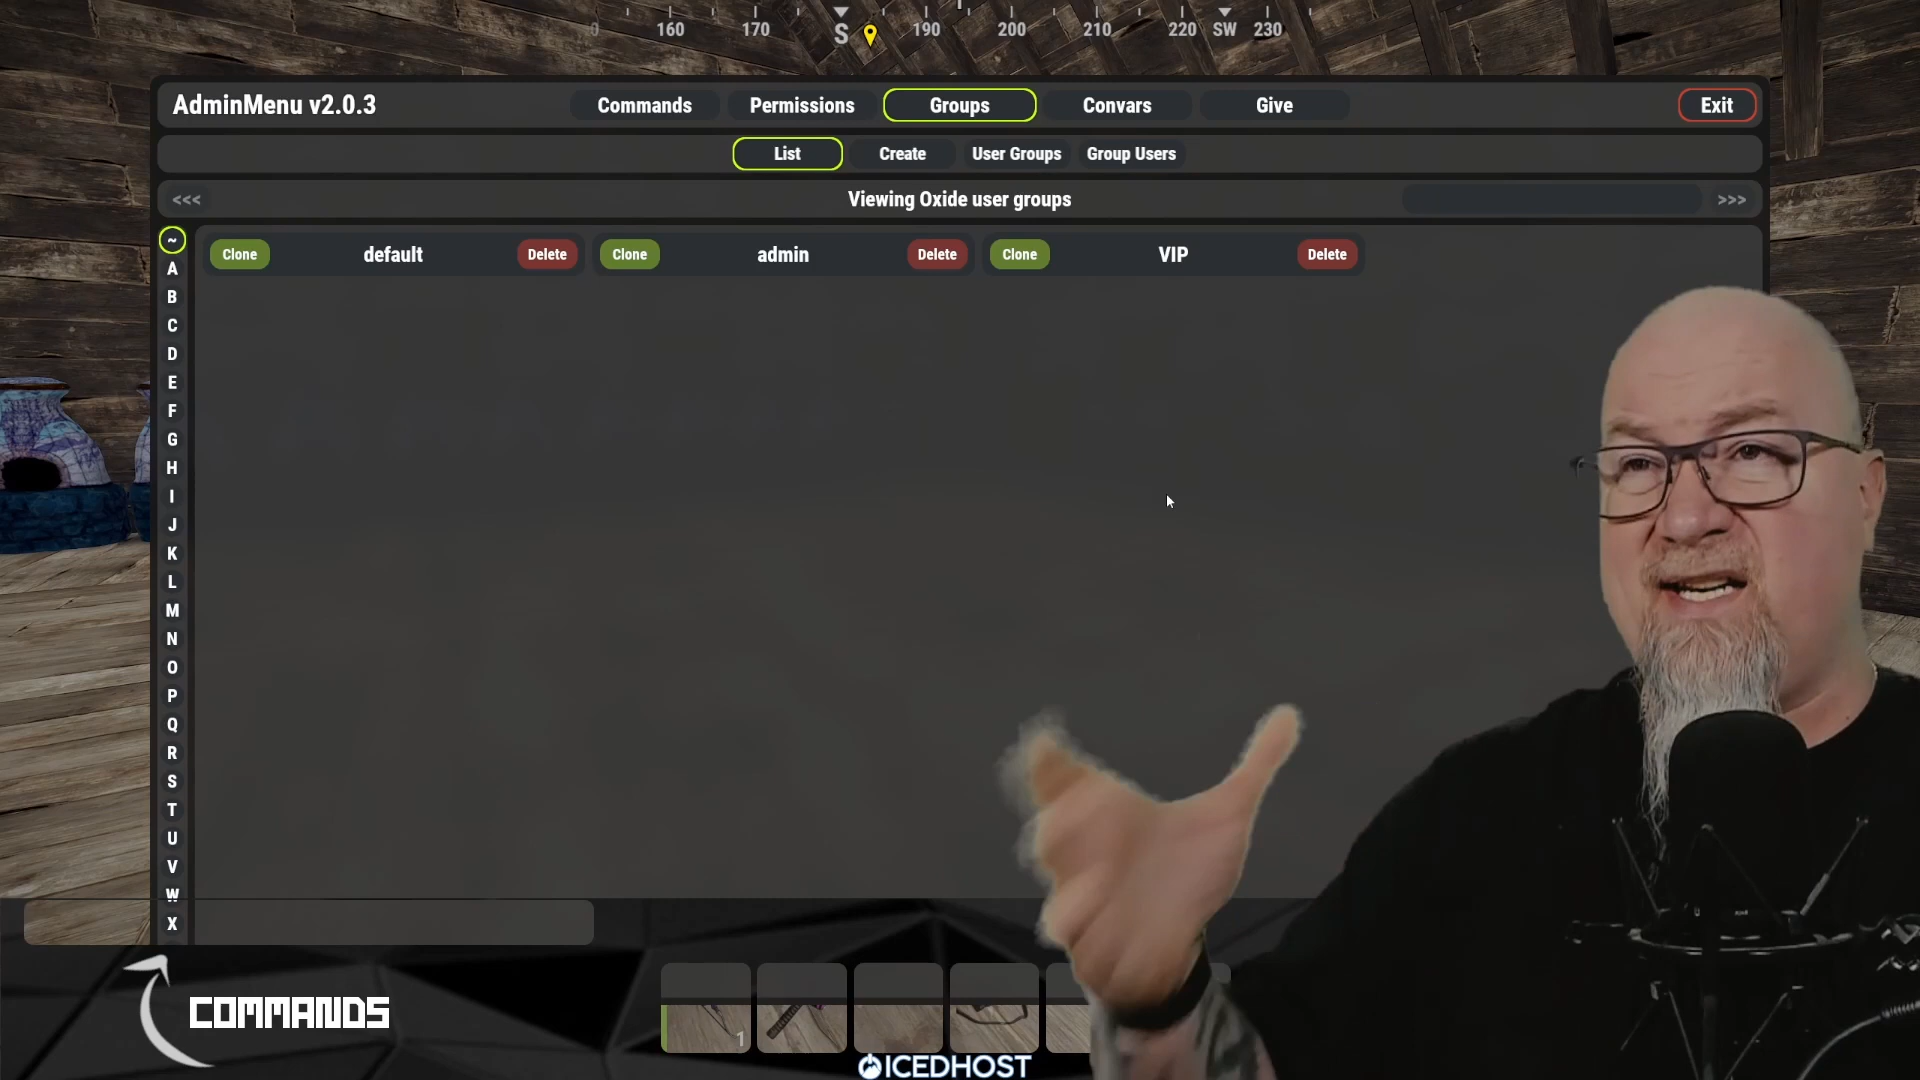 160 170 S 190 200 210 220 SW 230
AdminMenu v2.0.3 Commands Permissions Groups Convars Give Exit
List Create User Groups Group Users
<<< Viewing Oxide user groups >>>
~ Clone default Delete Clone admin Delete Clone VIP Delete
A
B
C
D
E
F
G
H
I
J
K
L
M
N
O
P
Q
R
S
T
U
V
W
X
COMMANDS
1
ICEDHOST